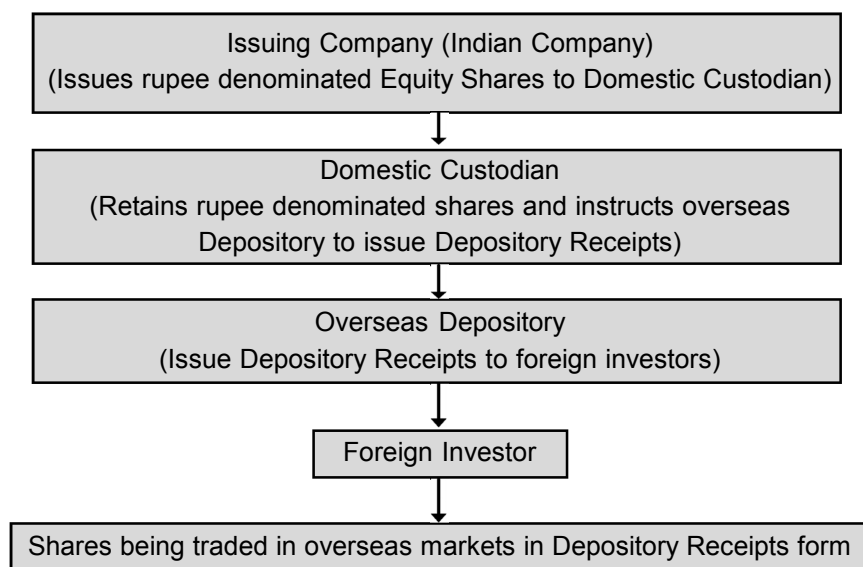 Issuing Company (Indian Company)
(Issues rupee denominated Equity Shares to Domestic Custodian)
Domestic Custodian
(Retains rupee denominated shares and instructs overseas
Depository to issue Depository Receipts)
Overseas Depository
(Issue Depository Receipts to foreign investors)
Foreign Investor
Shares being traded in overseas markets in Depository Receipts form